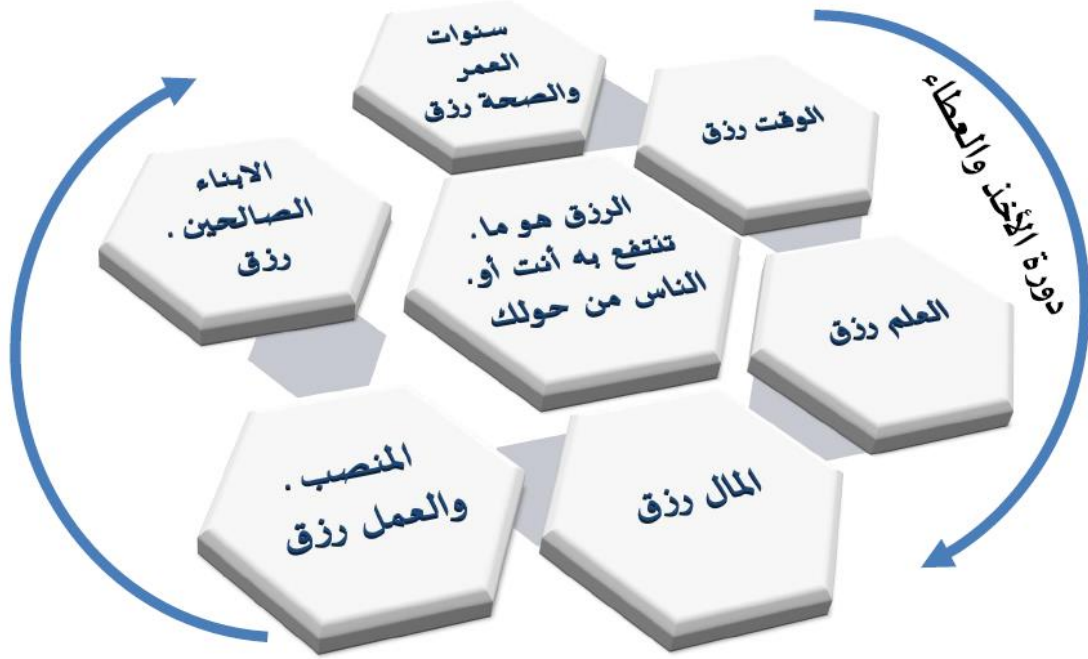 سنوات
العمر
والصحة رزق
الوقت رزق
دورة الأخذ والعطاء
الابناء
الصالحين .
رزق
الرزق هو ما .
تنتفع به أنت أو .
الناس من حولك
العلم رزق
المنصب .
والعمل رزق
المال رزق